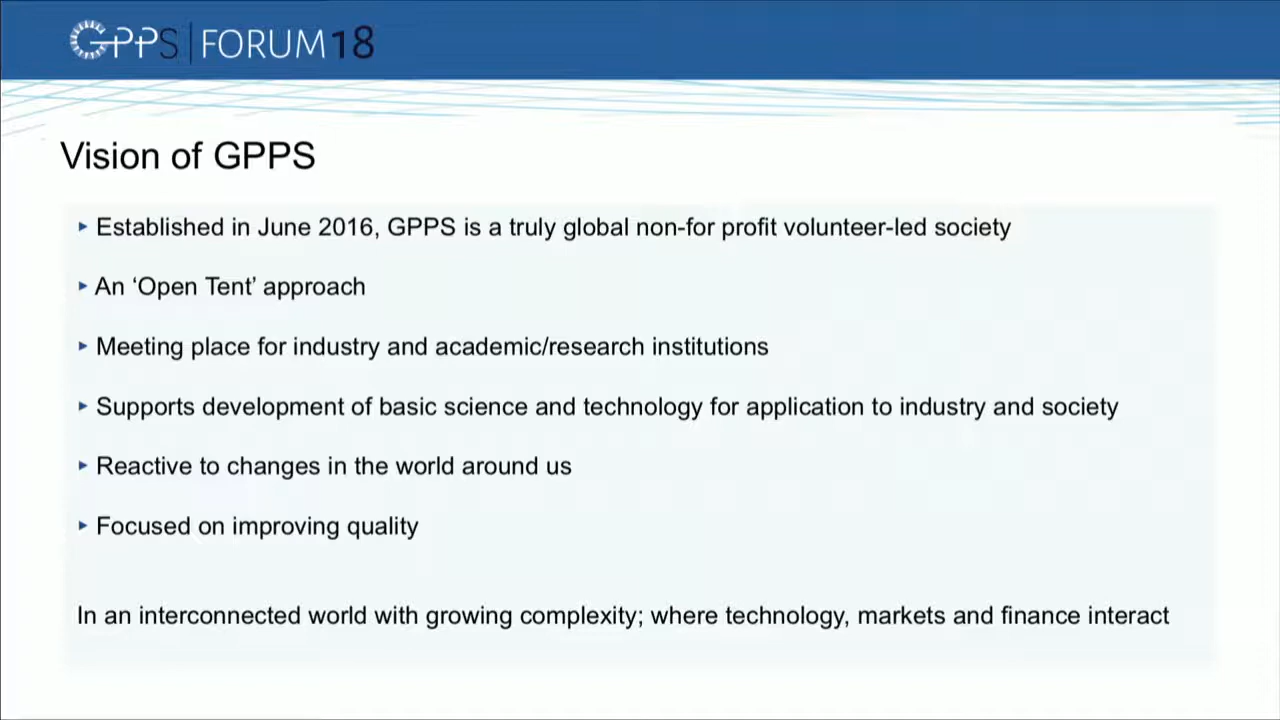 GPPS | FORUM 18
Vision of GPPS
▸ Established in June 2016, GPPS is a truly global non-for profit volunteer-led society
▸ An ‘Open Tent’ approach
▸ Meeting place for industry and academic/research institutions
▸ Supports development of basic science and technology for application to industry and society
▸ Reactive to changes in the world around us
▸ Focused on improving quality
In an interconnected world with growing complexity; where technology, markets and finance interact